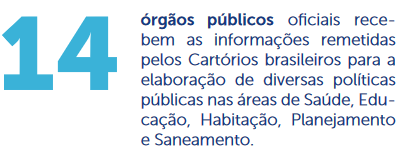 14
órgãos públicos oficiais rece-
bem as informações remetidas
pelos Cartórios brasileiros para a
elaboração de diversas políticas
públicas nas áreas de Saúde, Edu-
cação, Habitação, Planejamento
e Saneamento.